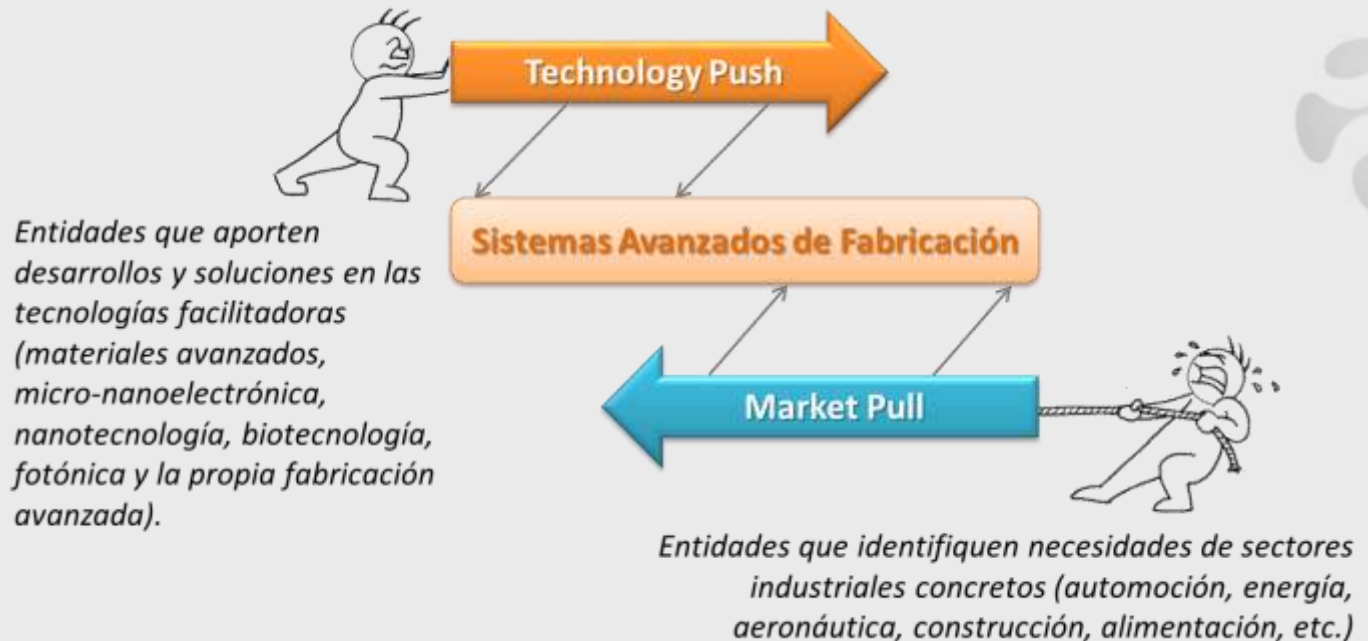 Technology Push
Sistemas Avanzados de Fabricación
Entidades que aporten
desarrollos y soluciones en las
tecnologías facilitadoras
(materiales avanzados,
micro-nanoelectrónica,
nanotecnología, biotecnología,
fotónica y la propia fabricación
avanzada).
Market Pull
Entidades que identifiquen necesidades de sectores
industriales concretos (automoción, energía,
aeronáutica, construcción, alimentación, etc.)